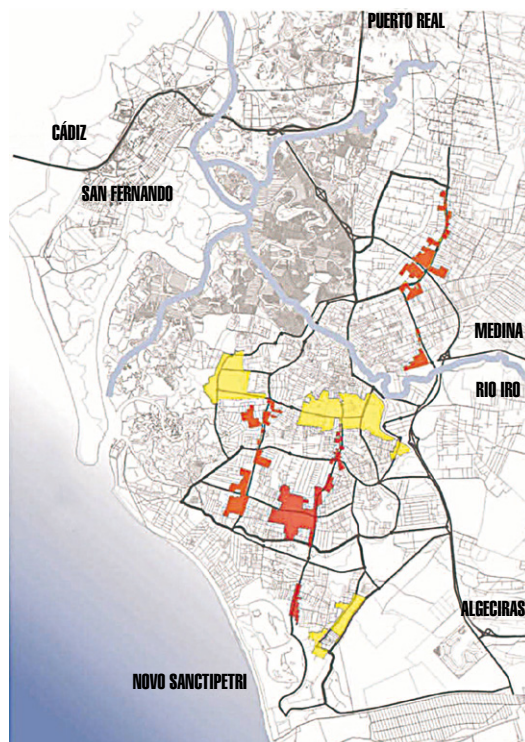 PUERTO REAL
CÁDIZ
SAN FERNANDO
MEDINA
RIO IRO
ALGECIRAS
NOVO SANCTIPETRI